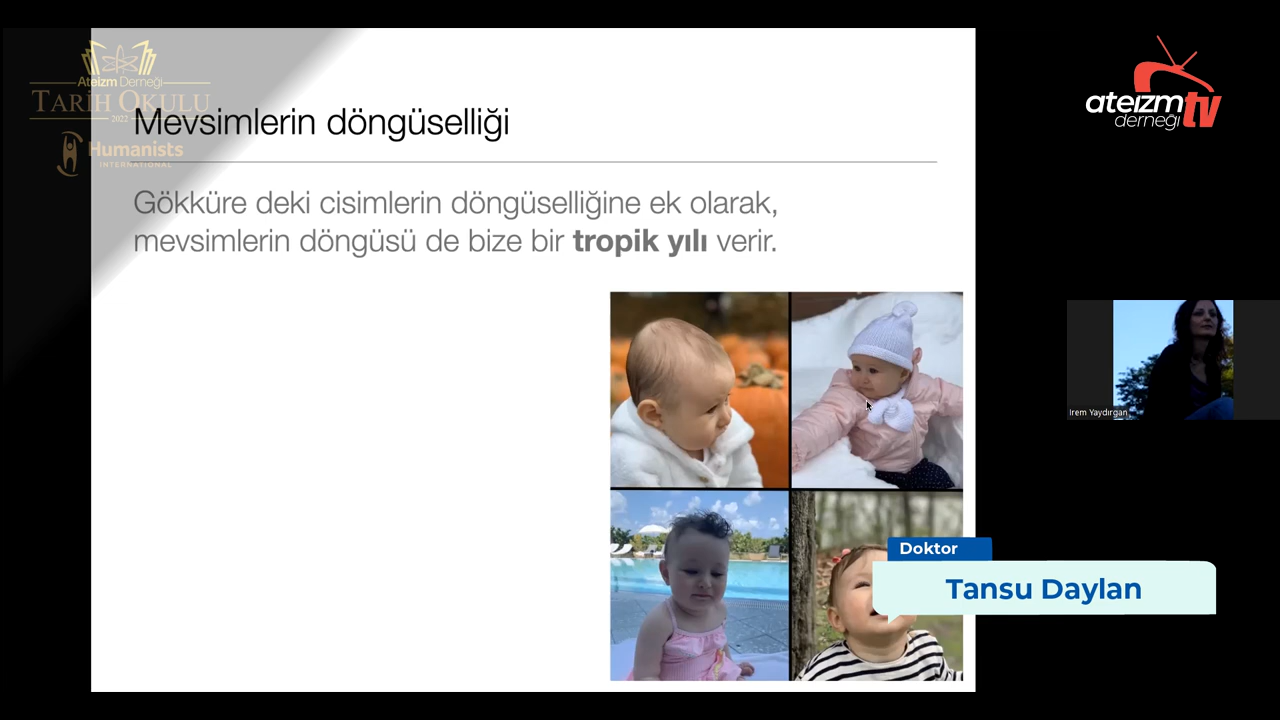 Ateizm Derneği
TARİH OKULU
2022
Humanists
INTERNATIONAL
Mevsimlerin döngüselliği
Gökküre deki cisimlerin döngüselliğine ek olarak,
mevsimlerin döngüsü de bize bir tropik yılı verir.
ateizm tv
derneği
Irem Yaydırgan
Doktor
Tansu Daylan